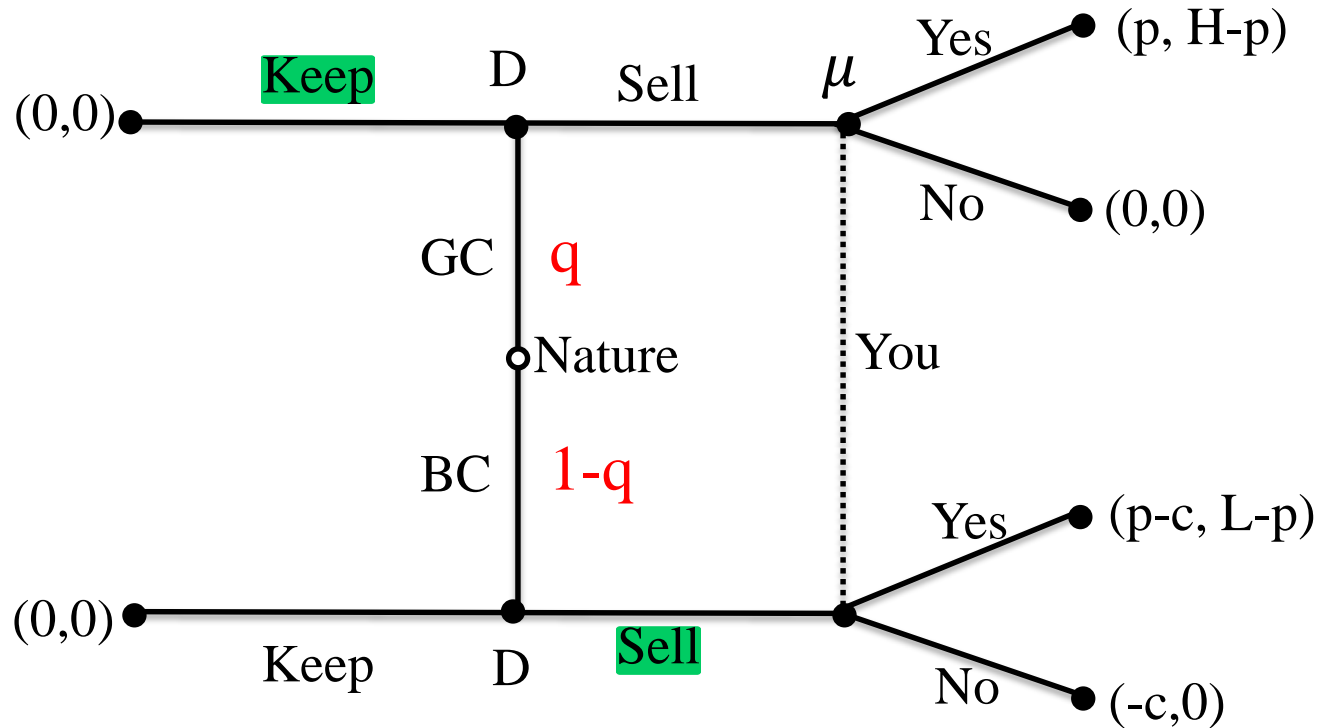 Yes
(p, H-p)
Keep
D
Sell
μ
(0,0)
No
(0,0)
GC
q
Nature
You
BC
1-q
Yes
(p-c, L-p)
(0,0)
Keep
D
Sell
No
(-c,0)